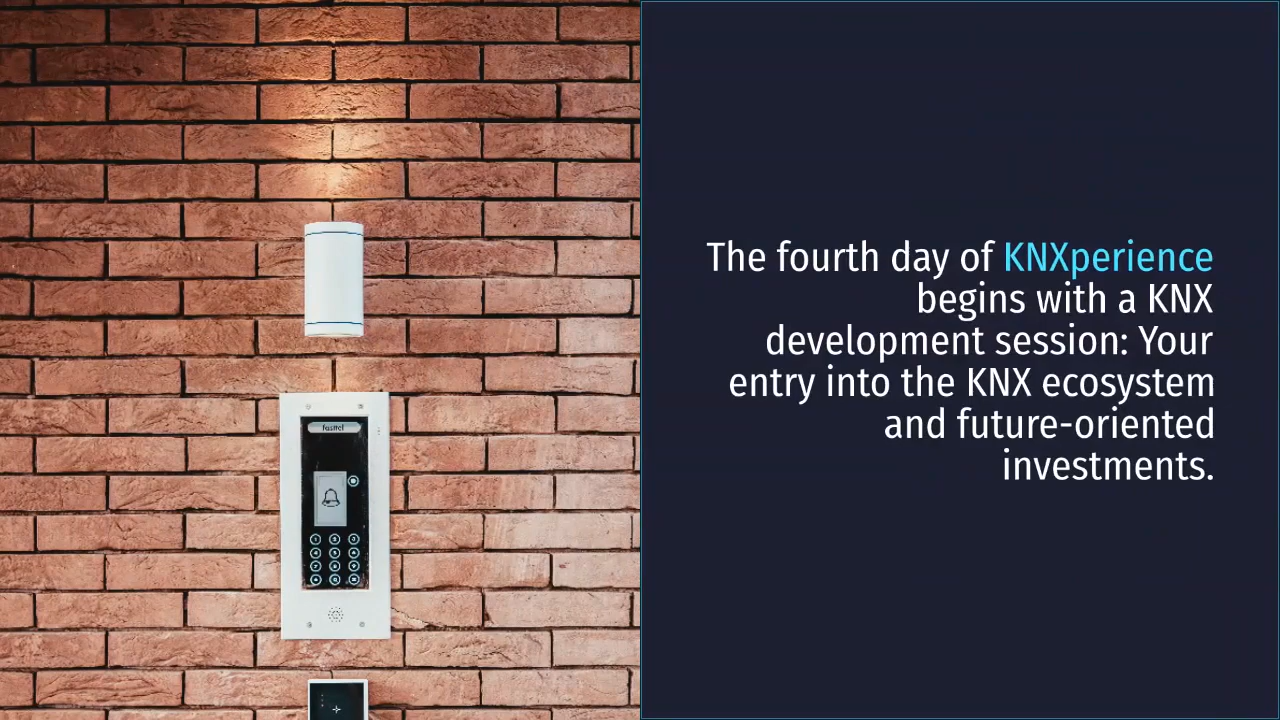 The fourth day of KNXperience
begins with a KNX
development session: Your
entry into the KNX ecosystem
and future-oriented
investments.
fasttel